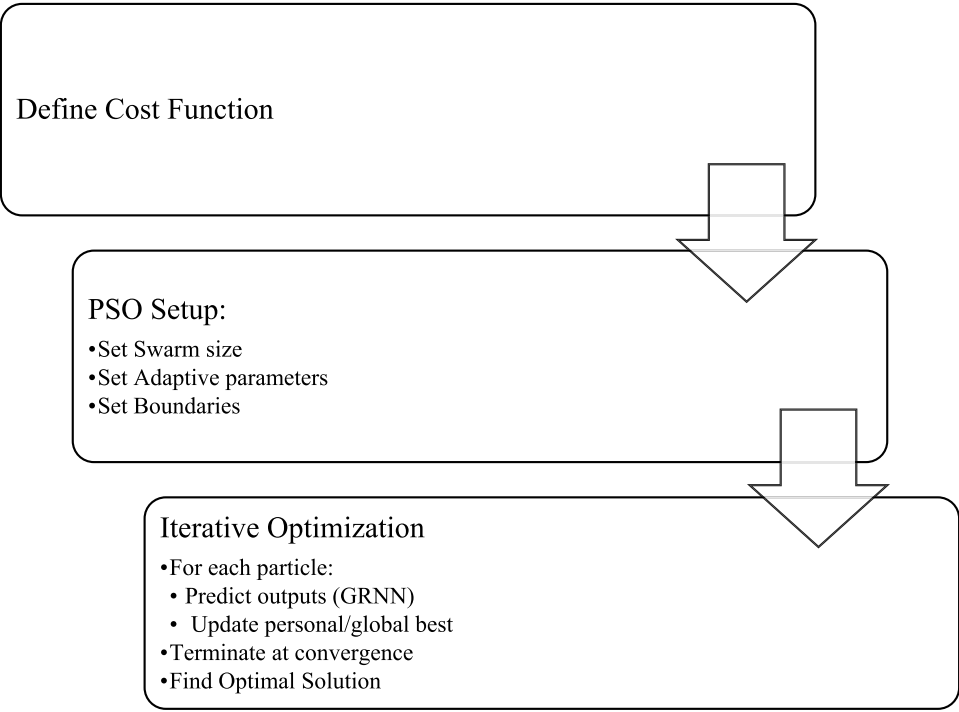 Define Cost Function
PSO Setup:
•Set Swarm size
•Set Adaptive parameters
•Set Boundaries
Iterative Optimization
•For each particle:
• Predict outputs (GRNN)
• Update personal/global best
•Terminate at convergence
•Find Optimal Solution